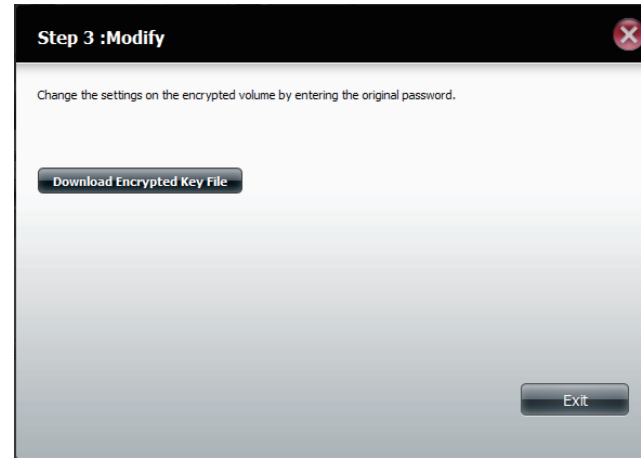 Step 3 :Modify
Change the settings on the encrypted volume by entering the original password.
Download Encrypted Key File
Exit